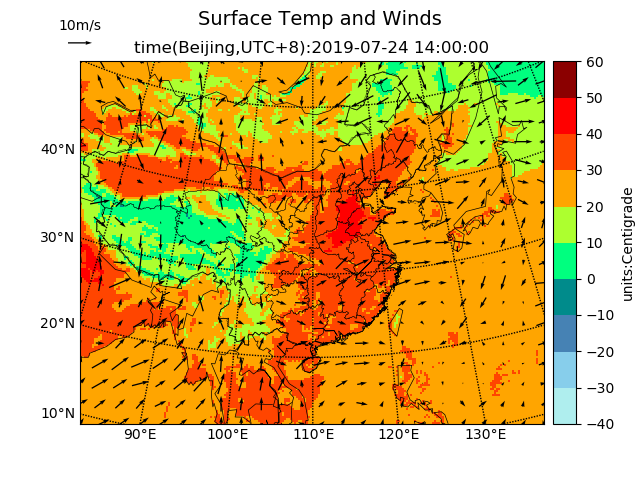 Surface Temp and Winds
10m/s
time(Beijing,UTC+8):2019-07-24 14:00:00
60
50
40
30
20
10
0
−10
−20
−30
−40
units:Centigrade
40°N
30°N
20°N
10°N
90°E
100°E
110°E
120°E
130°E